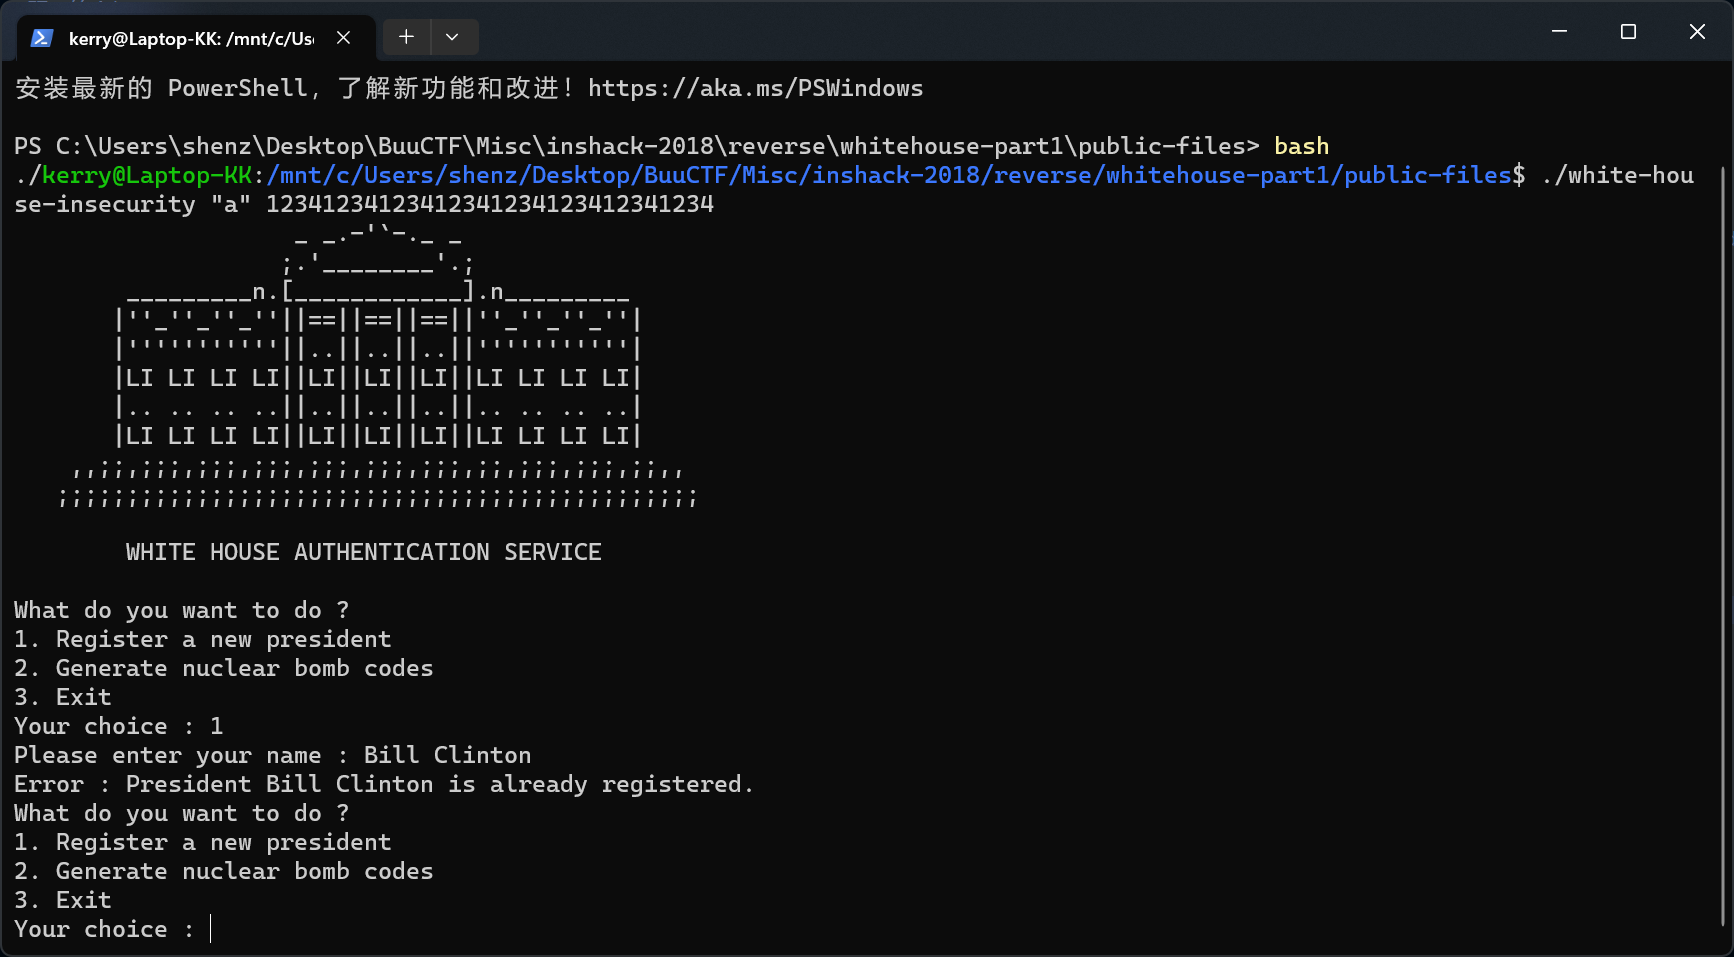 kerry@Laptop-KK: /mnt/c/Us
安装最新的 PowerShell，了解新功能和改进！https://aka.ms/PSWindows
PS C:\Users\shenz\Desktop\BuuCTF\Misc\inshack-2018\reverse\whitehouse-part1\public-files> bash
./kerry@Laptop-KK:/mnt/c/Users/shenz/Desktop/BuuCTF/Misc/inshack-2018/reverse/whitehouse-part1/public-files$ ./white-hou
se-insecurity "a" 12341234123412341234123412341234
                    _ _.-'`-._ _
                   ;.'________'.;
        _________n.[____________].n_________
       |''_''_''_''||==||==||==||''_''_''_''|
       |'''''''''''||..||..||..||'''''''''''|
       |LI LI LI LI||LI||LI||LI||LI LI LI LI|
       |.. .. .. ..||..||..||..||.. .. .. ..|
       |LI LI LI LI||LI||LI||LI||LI LI LI LI|
    ,,;;,;;;,;;;,;;;,;;;,;;;,;;;,;;,;;;,;;;,;;,,
   ;;;;;;;;;;;;;;;;;;;;;;;;;;;;;;;;;;;;;;;;;;;;;;
        WHITE HOUSE AUTHENTICATION SERVICE
What do you want to do ?
1. Register a new president
2. Generate nuclear bomb codes
3. Exit
Your choice : 1
Please enter your name : Bill Clinton
Error : President Bill Clinton is already registered.
What do you want to do ?
1. Register a new president
2. Generate nuclear bomb codes
3. Exit
Your choice :